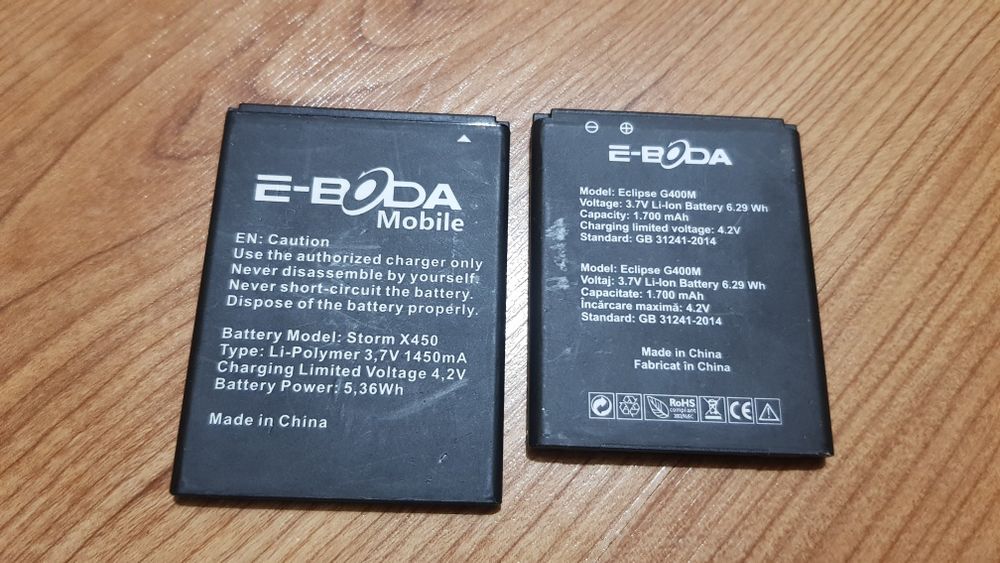 E-BODA
Mobile
EN: Caution
Use the authorized charger only
Never disassemble by yourself.
Never short-circuit the battery.
Dispose of the battery properly.
Battery Model: Storm X450
Type: Li-Polymer 3,7V 1450mA
Charging Limited Voltage 4,2V
Battery Power: 5,36Wh
Made in China
E-BODA
Model: Eclipse G400M
Voltage: 3.7V Li-Ion Battery 6.29 Wh
Capacity: 1.700 mAh
Charging limited voltage: 4.2V
Standard: GB 31241-2014
Model: Eclipse G400M
Voltaj: 3.7V Li-Ion Battery 6.29 Wh
Capacitate: 1.700 mAh
Încărcare maximă: 4.2V
Standard: GB 31241-2014
Made in China
Fabricat în China
RoHS
compliant
CE